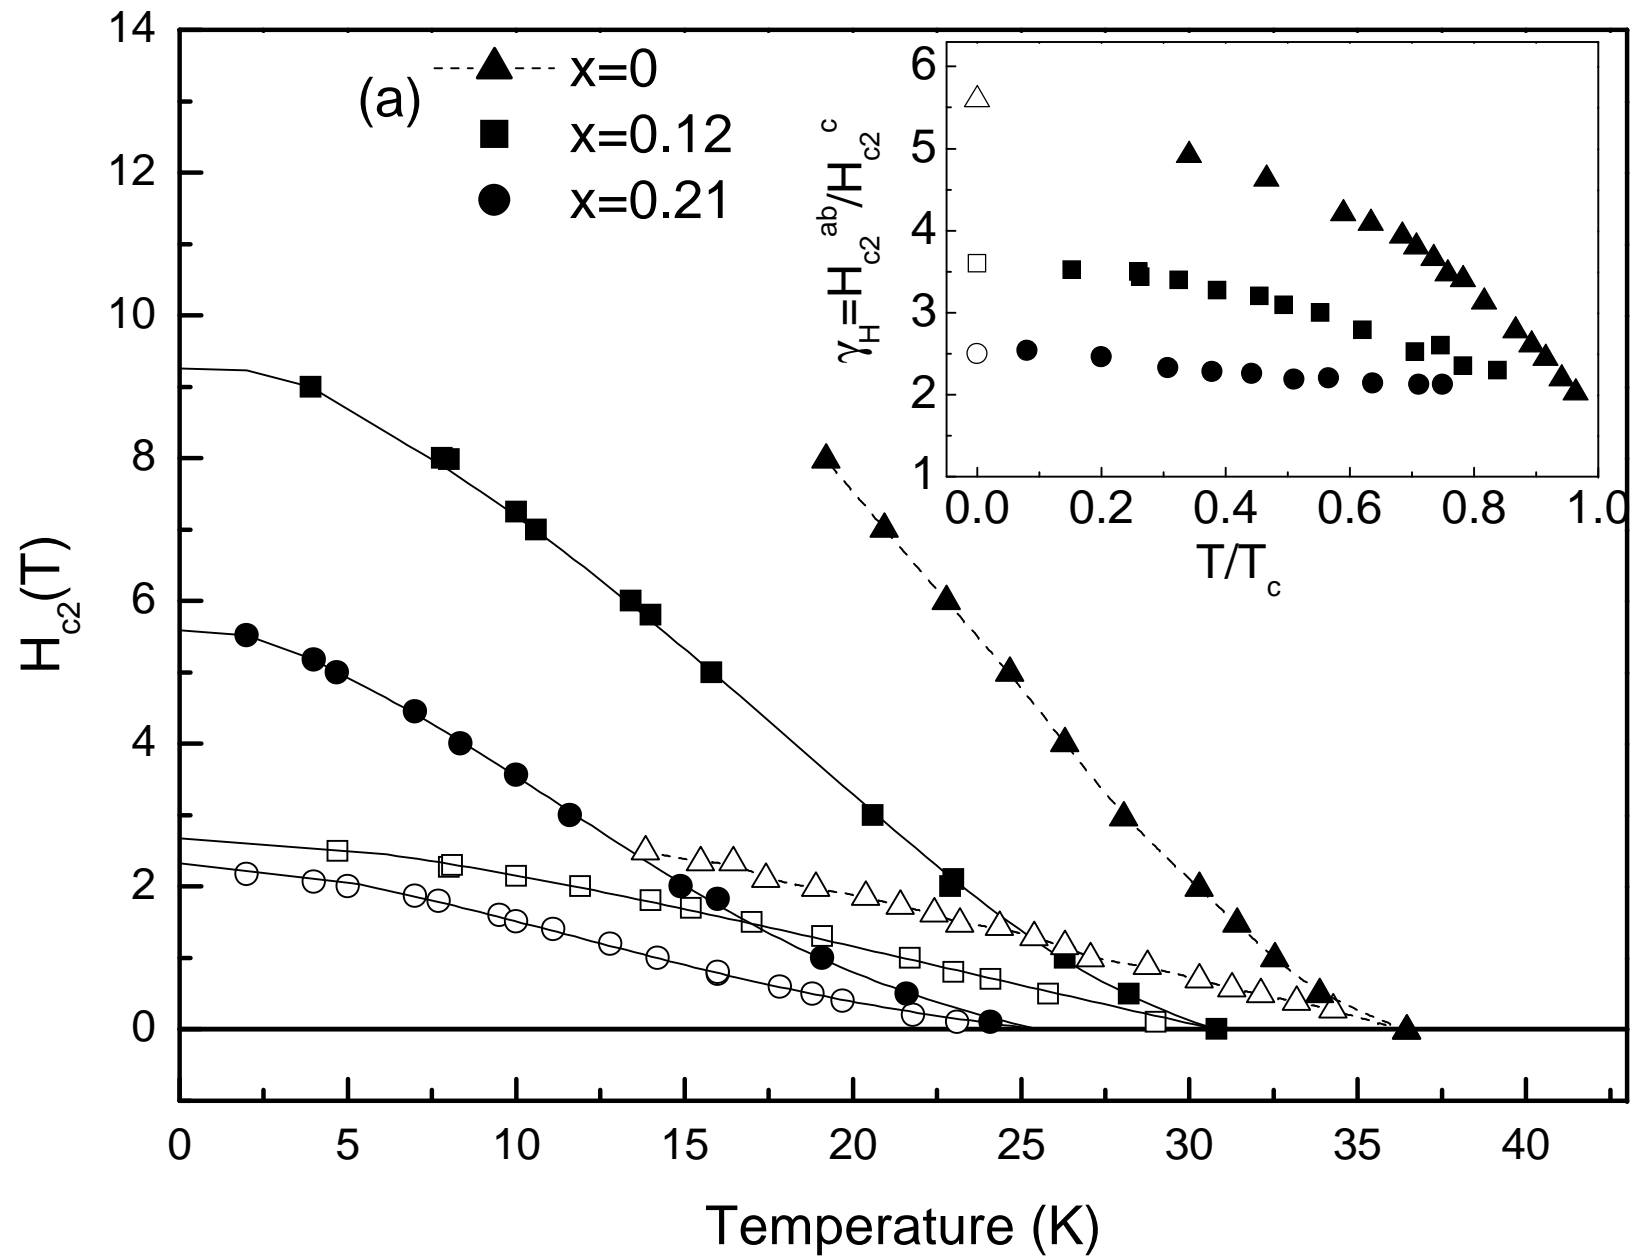 (a)
x=0
x=0.12
x=0.21
14
12
10
8
6
4
2
0
H_c2(T)
0 5 10 15 20 25 30 35 40
Temperature (K)
6
5
4
3
2
1
γ_H=H_c2^ab/H_c2^c
0.0 0.2 0.4 0.6 0.8 1.0
T/T_c